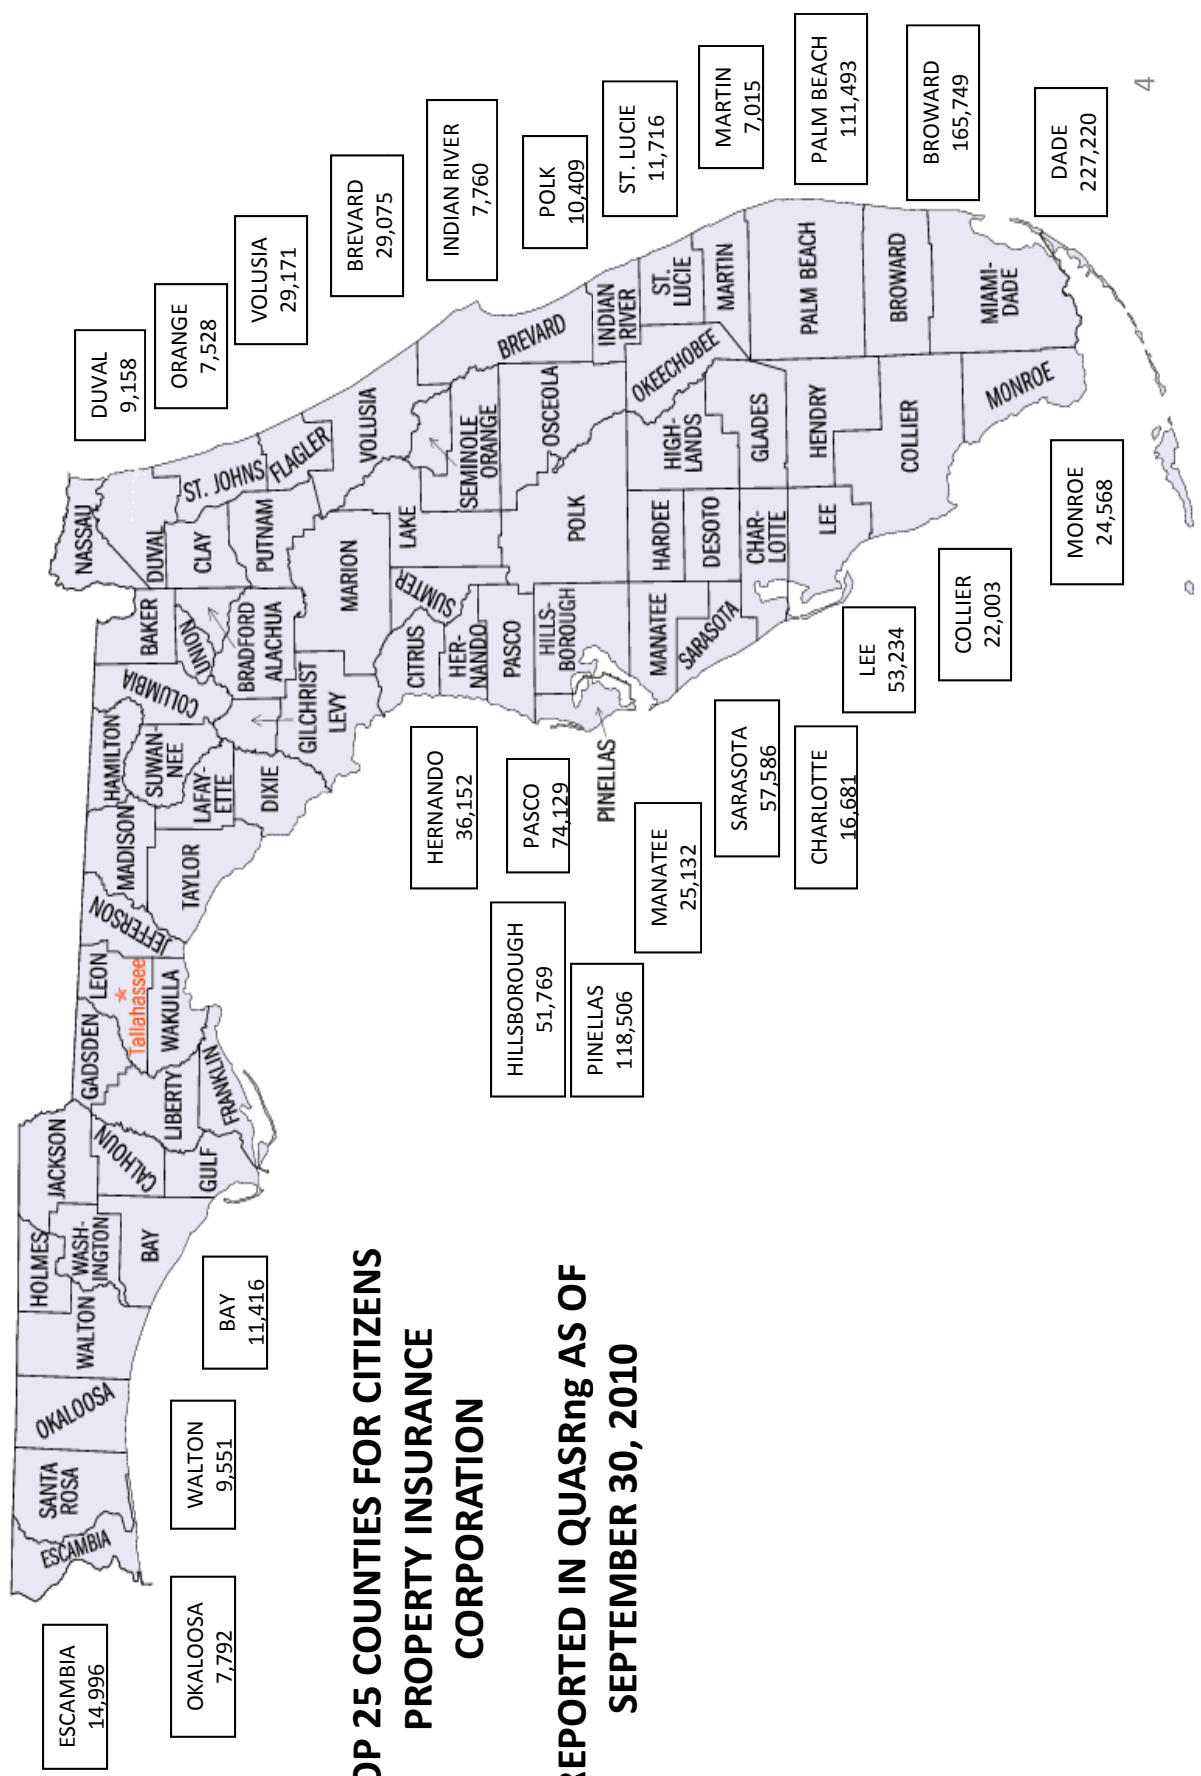 OP 25 COUNTIES FOR CITIZENS
PROPERTY INSURANCE
CORPORATION
REPORTED IN QUASRng AS OF
SEPTEMBER 30, 2010
ESCAMBIA
14,996
OKALOOSA
7,792
WALTON
9,551
BAY
11,416
HERNANDO
36,152
HILLSBOROUGH
51,769
PASCO
74,129
PINELLAS
118,506
MANATEE
25,132
SARASOTA
57,586
CHARLOTTE
16,681
LEE
53,234
COLLIER
22,003
MONROE
24,568
DUVAL
9,158
ORANGE
7,528
VOLUSIA
29,171
BREVARD
29,075
INDIAN RIVER
7,760
POLK
10,409
ST. LUCIE
11,716
MARTIN
7,015
PALM BEACH
111,493
BROWARD
165,749
DADE
227,220
ESCAMBIA
SANTA
ROSA
OKALOOSA
WALTON
HOLMES
WASH-
INGTON
BAY
JACKSON
CALHOUN
GULF
GADSDEN
LIBERTY
FRANKLIN
LEON
Tallahassee
WAKULLA
JEFFERSON
MADISON
TAYLOR
HAMILTON
SUWAN-
NEE
LAFAY-
ETTE
DIXIE
COLUMBIA
GILCHRIST
LEVY
BAKER
UNION
BRADFORD
ALACHUA
NASSAU
DUVAL
CLAY
PUTNAM
ST. JOHNS
FLAGLER
MARION
VOLUSIA
CITRUS
SUMTER
LAKE
HER-
NANDO
SEMINOLE
ORANGE
PASCO
BREVARD
HILLS-
BOROUGH
PINELLAS
POLK
OSCEOLA
INDIAN
RIVER
MANATEE
HARDEE
HIGH-
LANDS
OKEECHOBEE
ST.
LUCIE
SARASOTA
DESOTO
MARTIN
CHAR-
LOTTE
GLADES
LEE
HENDRY
PALM BEACH
COLLIER
BROWARD
MONROE
MIAMI-
DADE
4